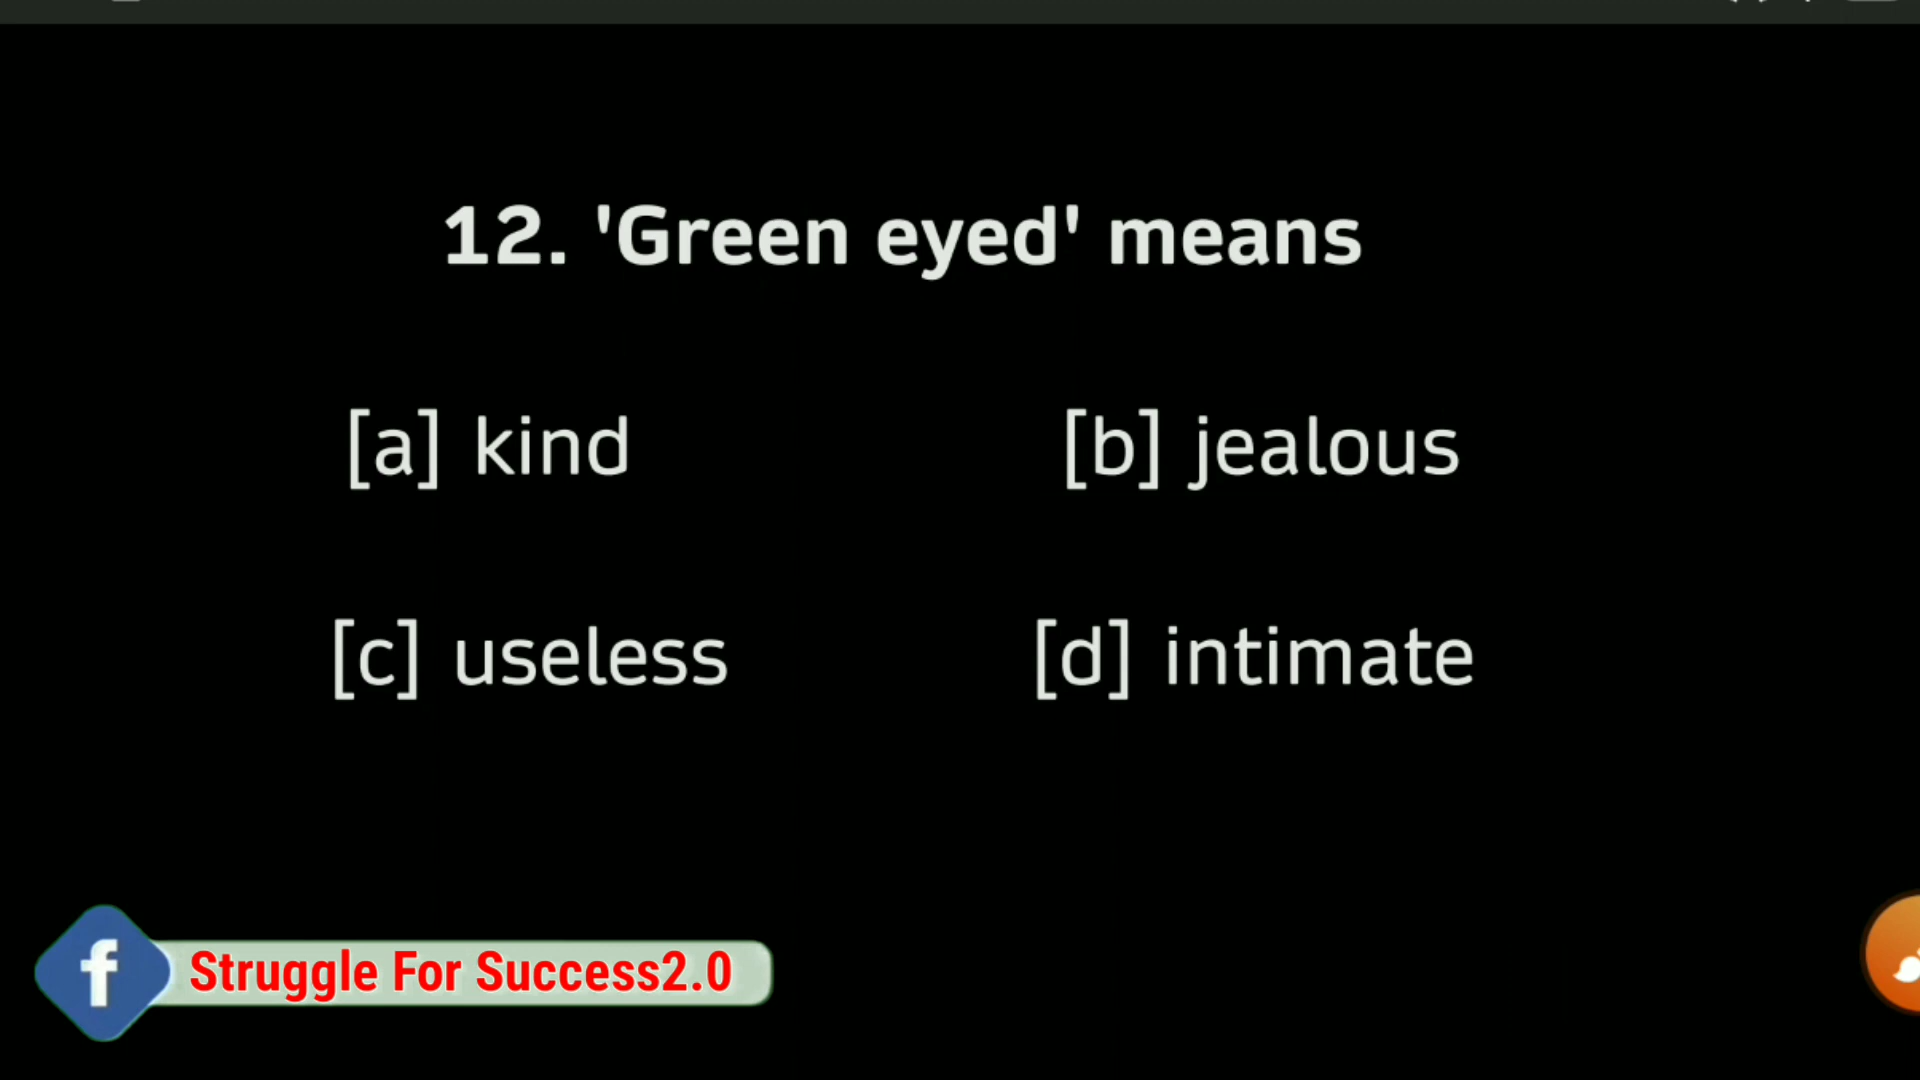 12. 'Green eyed' means
[a] kind [b] jealous
[c] useless [d] intimate
f Struggle For Success2.0